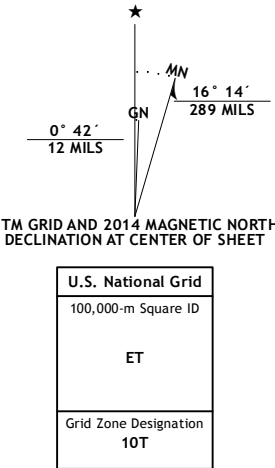 MN
GN
16° 14´
289 MILS
0° 42´
12 MILS
TM GRID AND 2014 MAGNETIC NORTH
DECLINATION AT CENTER OF SHEET
U.S. National Grid
100,000-m Square ID
ET
Grid Zone Designation
10T